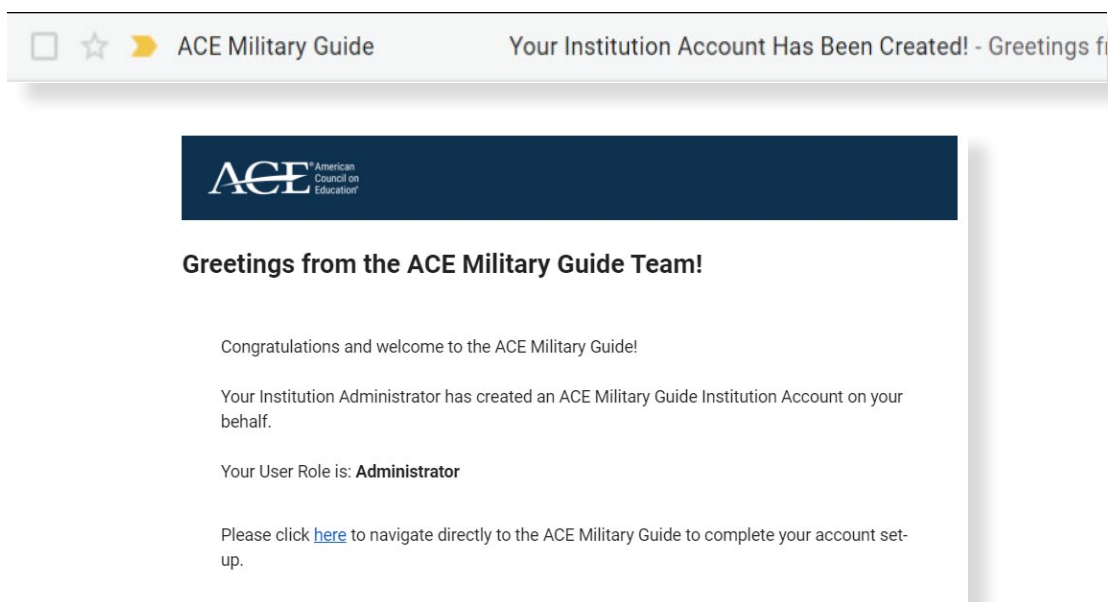 ACE Military Guide Your Institution Account Has Been Created! - Greetings
ACE® American
Council on
Education®
Greetings from the ACE Military Guide Team!
Congratulations and welcome to the ACE Military Guide!
Your Institution Administrator has created an ACE Military Guide Institution Account on your
behalf.
Your User Role is: Administrator
Please click here to navigate directly to the ACE Military Guide to complete your account set-
up.